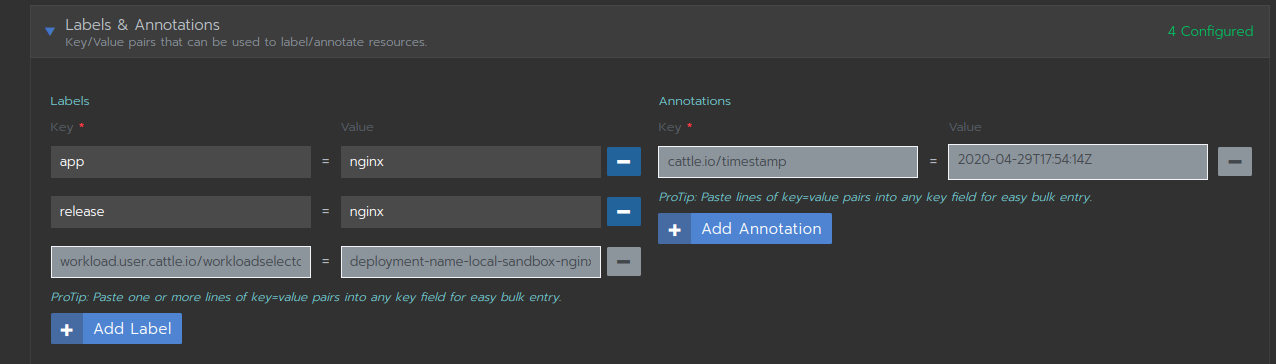 Labels & Annotations
Key/Value pairs that can be used to label/annotate resources.
4 Configured
Labels
Key *
Value
app = nginx
release = nginx
workload.user.cattle.io/workloadselecto = deployment-name-local-sandbox-nginx
ProTip: Paste one or more lines of key=value pairs into any key field for easy bulk entry.
+ Add Label
Annotations
Key *
Value
cattle.io/timestamp = 2020-04-29T17:54:14Z
ProTip: Paste lines of key=value pairs into any key field for easy bulk entry.
+ Add Annotation